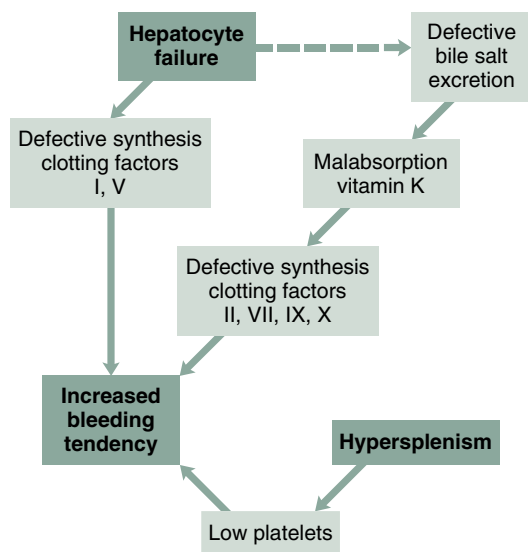 Hepatocyte
failure
Defective
bile salt
excretion
Defective synthesis
clotting factors
I, V
Malabsorption
vitamin K
Defective synthesis
clotting factors
II, VII, IX, X
Increased
bleeding
tendency
Hypersplenism
Low platelets